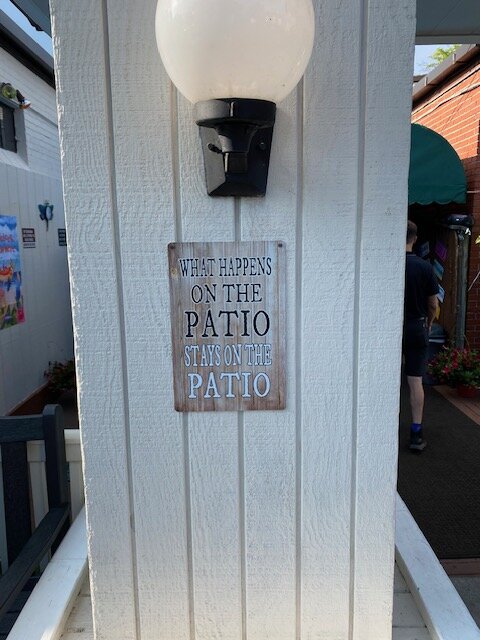 WHAT HAPPENS
ON THE
PATIO
STAYS ON THE
PATIO